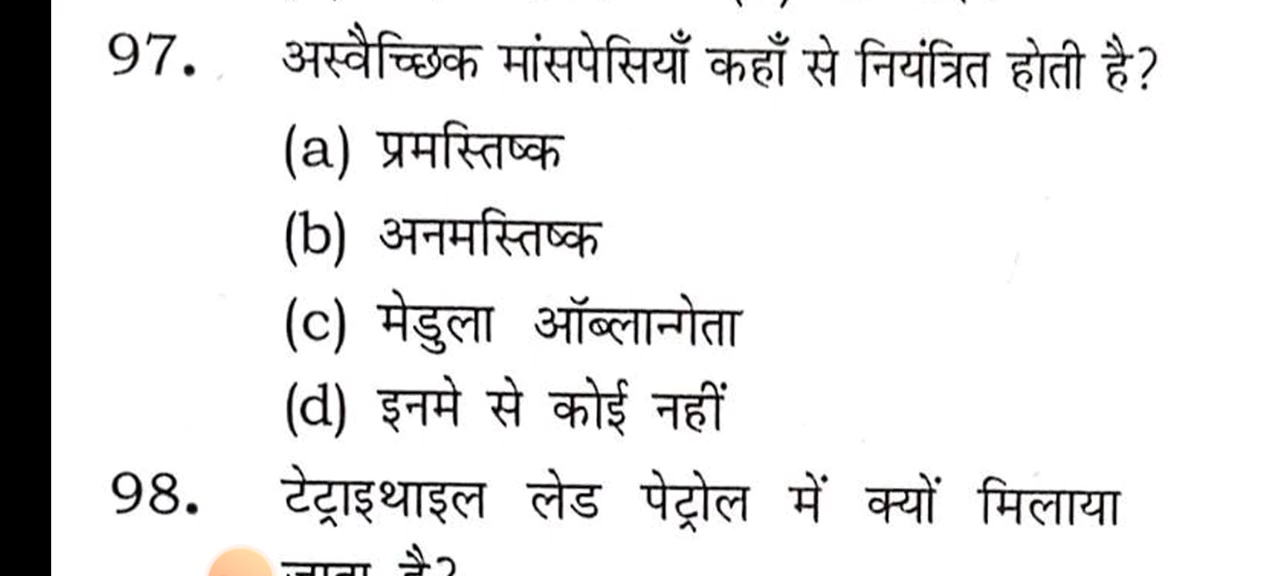 97. अस्वैच्छिक मांसपेसियाँ कहाँ से नियंत्रित होती है?
(a) प्रमस्तिष्क
(b) अनमस्तिष्क
(c) मेडुला ऑब्लान्गेता
(d) इनमे से कोई नहीं
98. टेट्राइथाइल लेड पेट्रोल में क्यों मिलाया
जाता है?